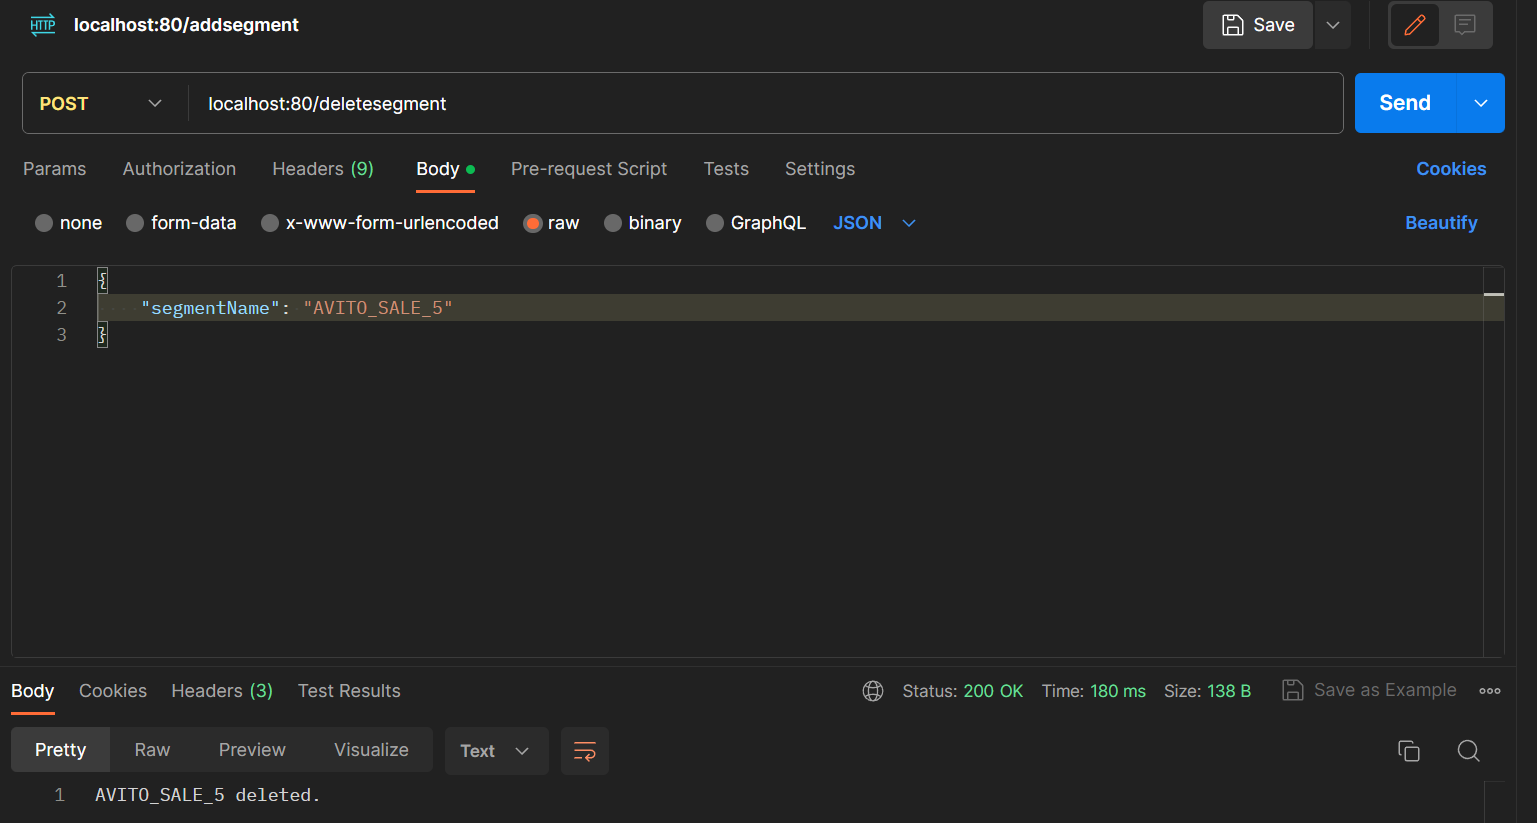 HTTP localhost:80/addsegment Save
POST localhost:80/deletesegment Send
Params Authorization Headers (9) Body Pre-request Script Tests Settings Cookies
none form-data x-www-form-urlencoded raw binary GraphQL JSON Beautify
1 {
2 "segmentName": "AVITO_SALE_5"
3 }
Body Cookies Headers (3) Test Results Status: 200 OK Time: 180 ms Size: 138 B Save as Example
Pretty Raw Preview Visualize Text
1 AVITO_SALE_5 deleted.